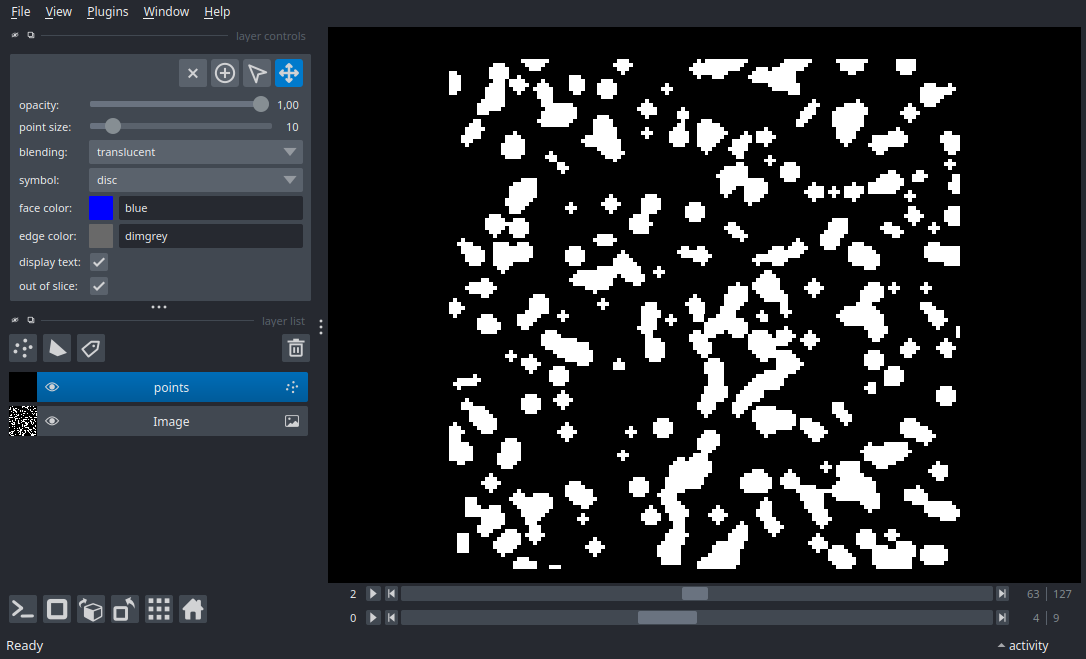 File View Plugins Window Help
layer controls
opacity: 1,00
point size: 10
blending: translucent
symbol: disc
face color: blue
edge color: dimgrey
display text:
out of slice:
layer list
points
Image
2 63 | 127
0 4 | 9
Ready activity